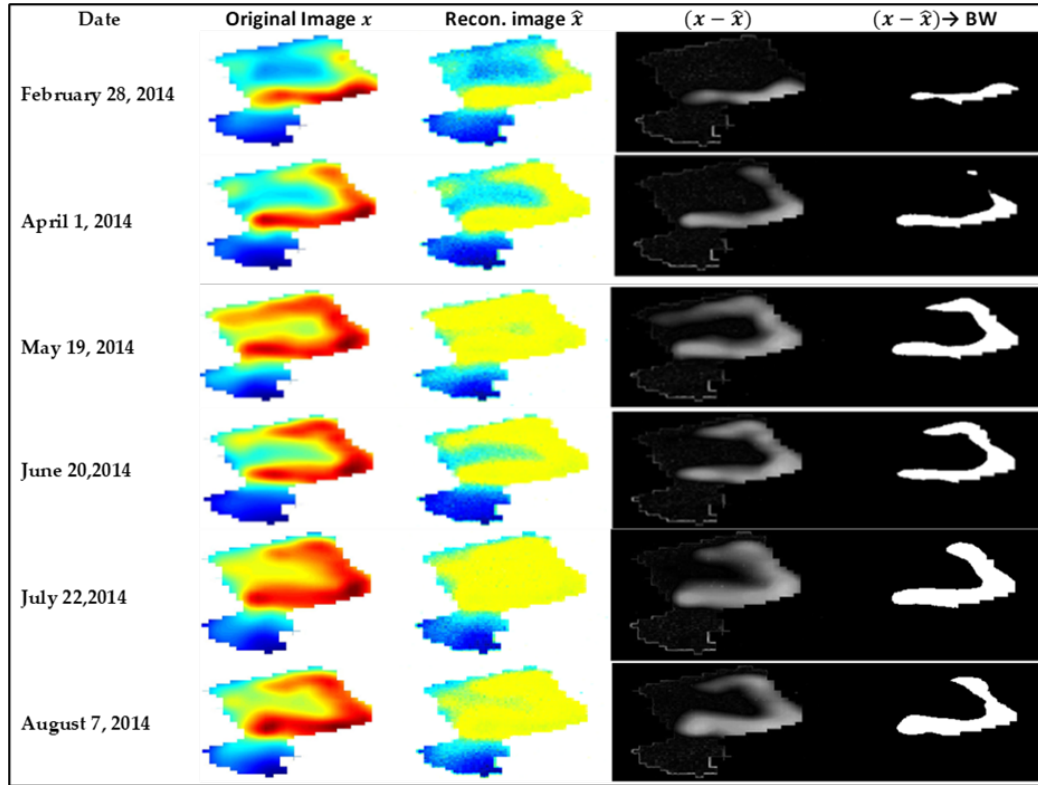 Date Original Image x Recon. image x̂ (x − x̂) (x − x̂)→ BW
February 28, 2014
L
April 1, 2014
L
May 19, 2014
L
June 20,2014
L
July 22,2014
L
August 7, 2014
L